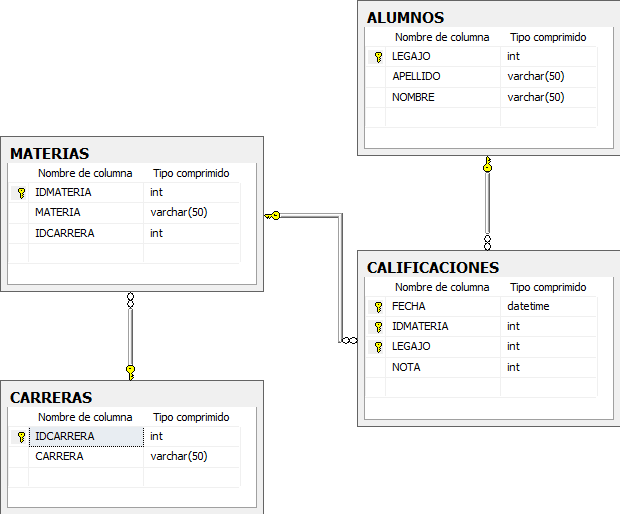 ALUMNOS
Nombre de columna Tipo comprimido
LEGAJO int
APELLIDO varchar(50)
NOMBRE varchar(50)
MATERIAS
Nombre de columna Tipo comprimido
IDMATERIA int
MATERIA varchar(50)
IDCARRERA int
CALIFICACIONES
Nombre de columna Tipo comprimido
FECHA datetime
IDMATERIA int
LEGAJO int
NOTA int
CARRERAS
Nombre de columna Tipo comprimido
IDCARRERA int
CARRERA varchar(50)